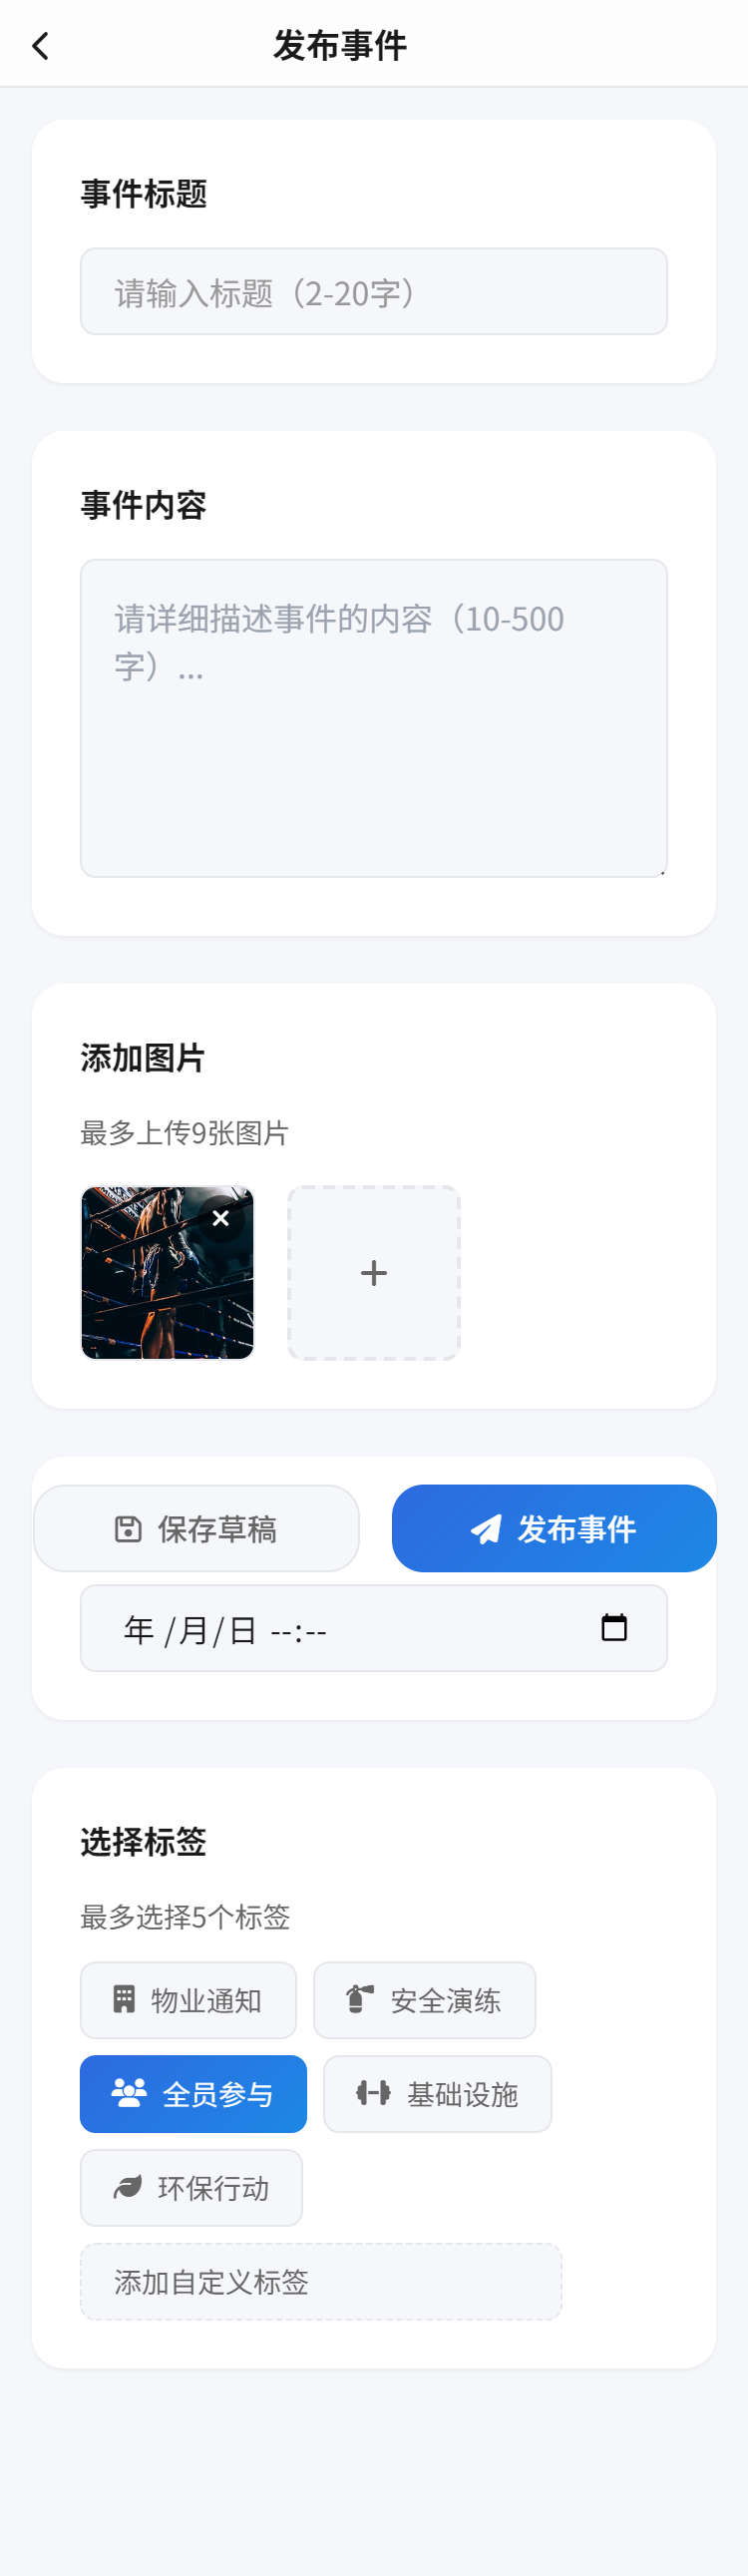 发布事件
事件标题
请输入标题（2-20字）
事件内容
请详细描述事件的内容（10-500
字）...
添加图片
最多上传9张图片
保存草稿
发布事件
年 /月/日 --:--
选择标签
最多选择5个标签
物业通知
安全演练
全员参与
基础设施
环保行动
添加自定义标签